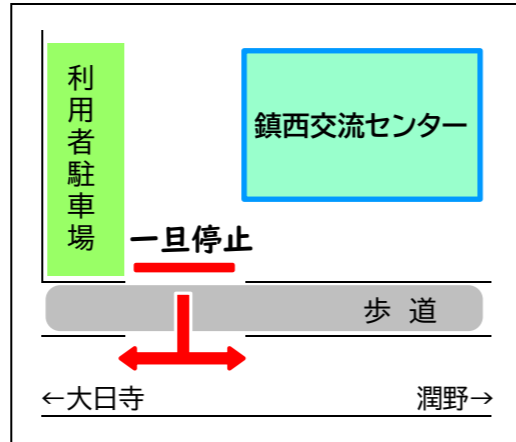 利用者駐車場
鎮西交流センター
一旦停止
歩 道
←大日寺
潤野→